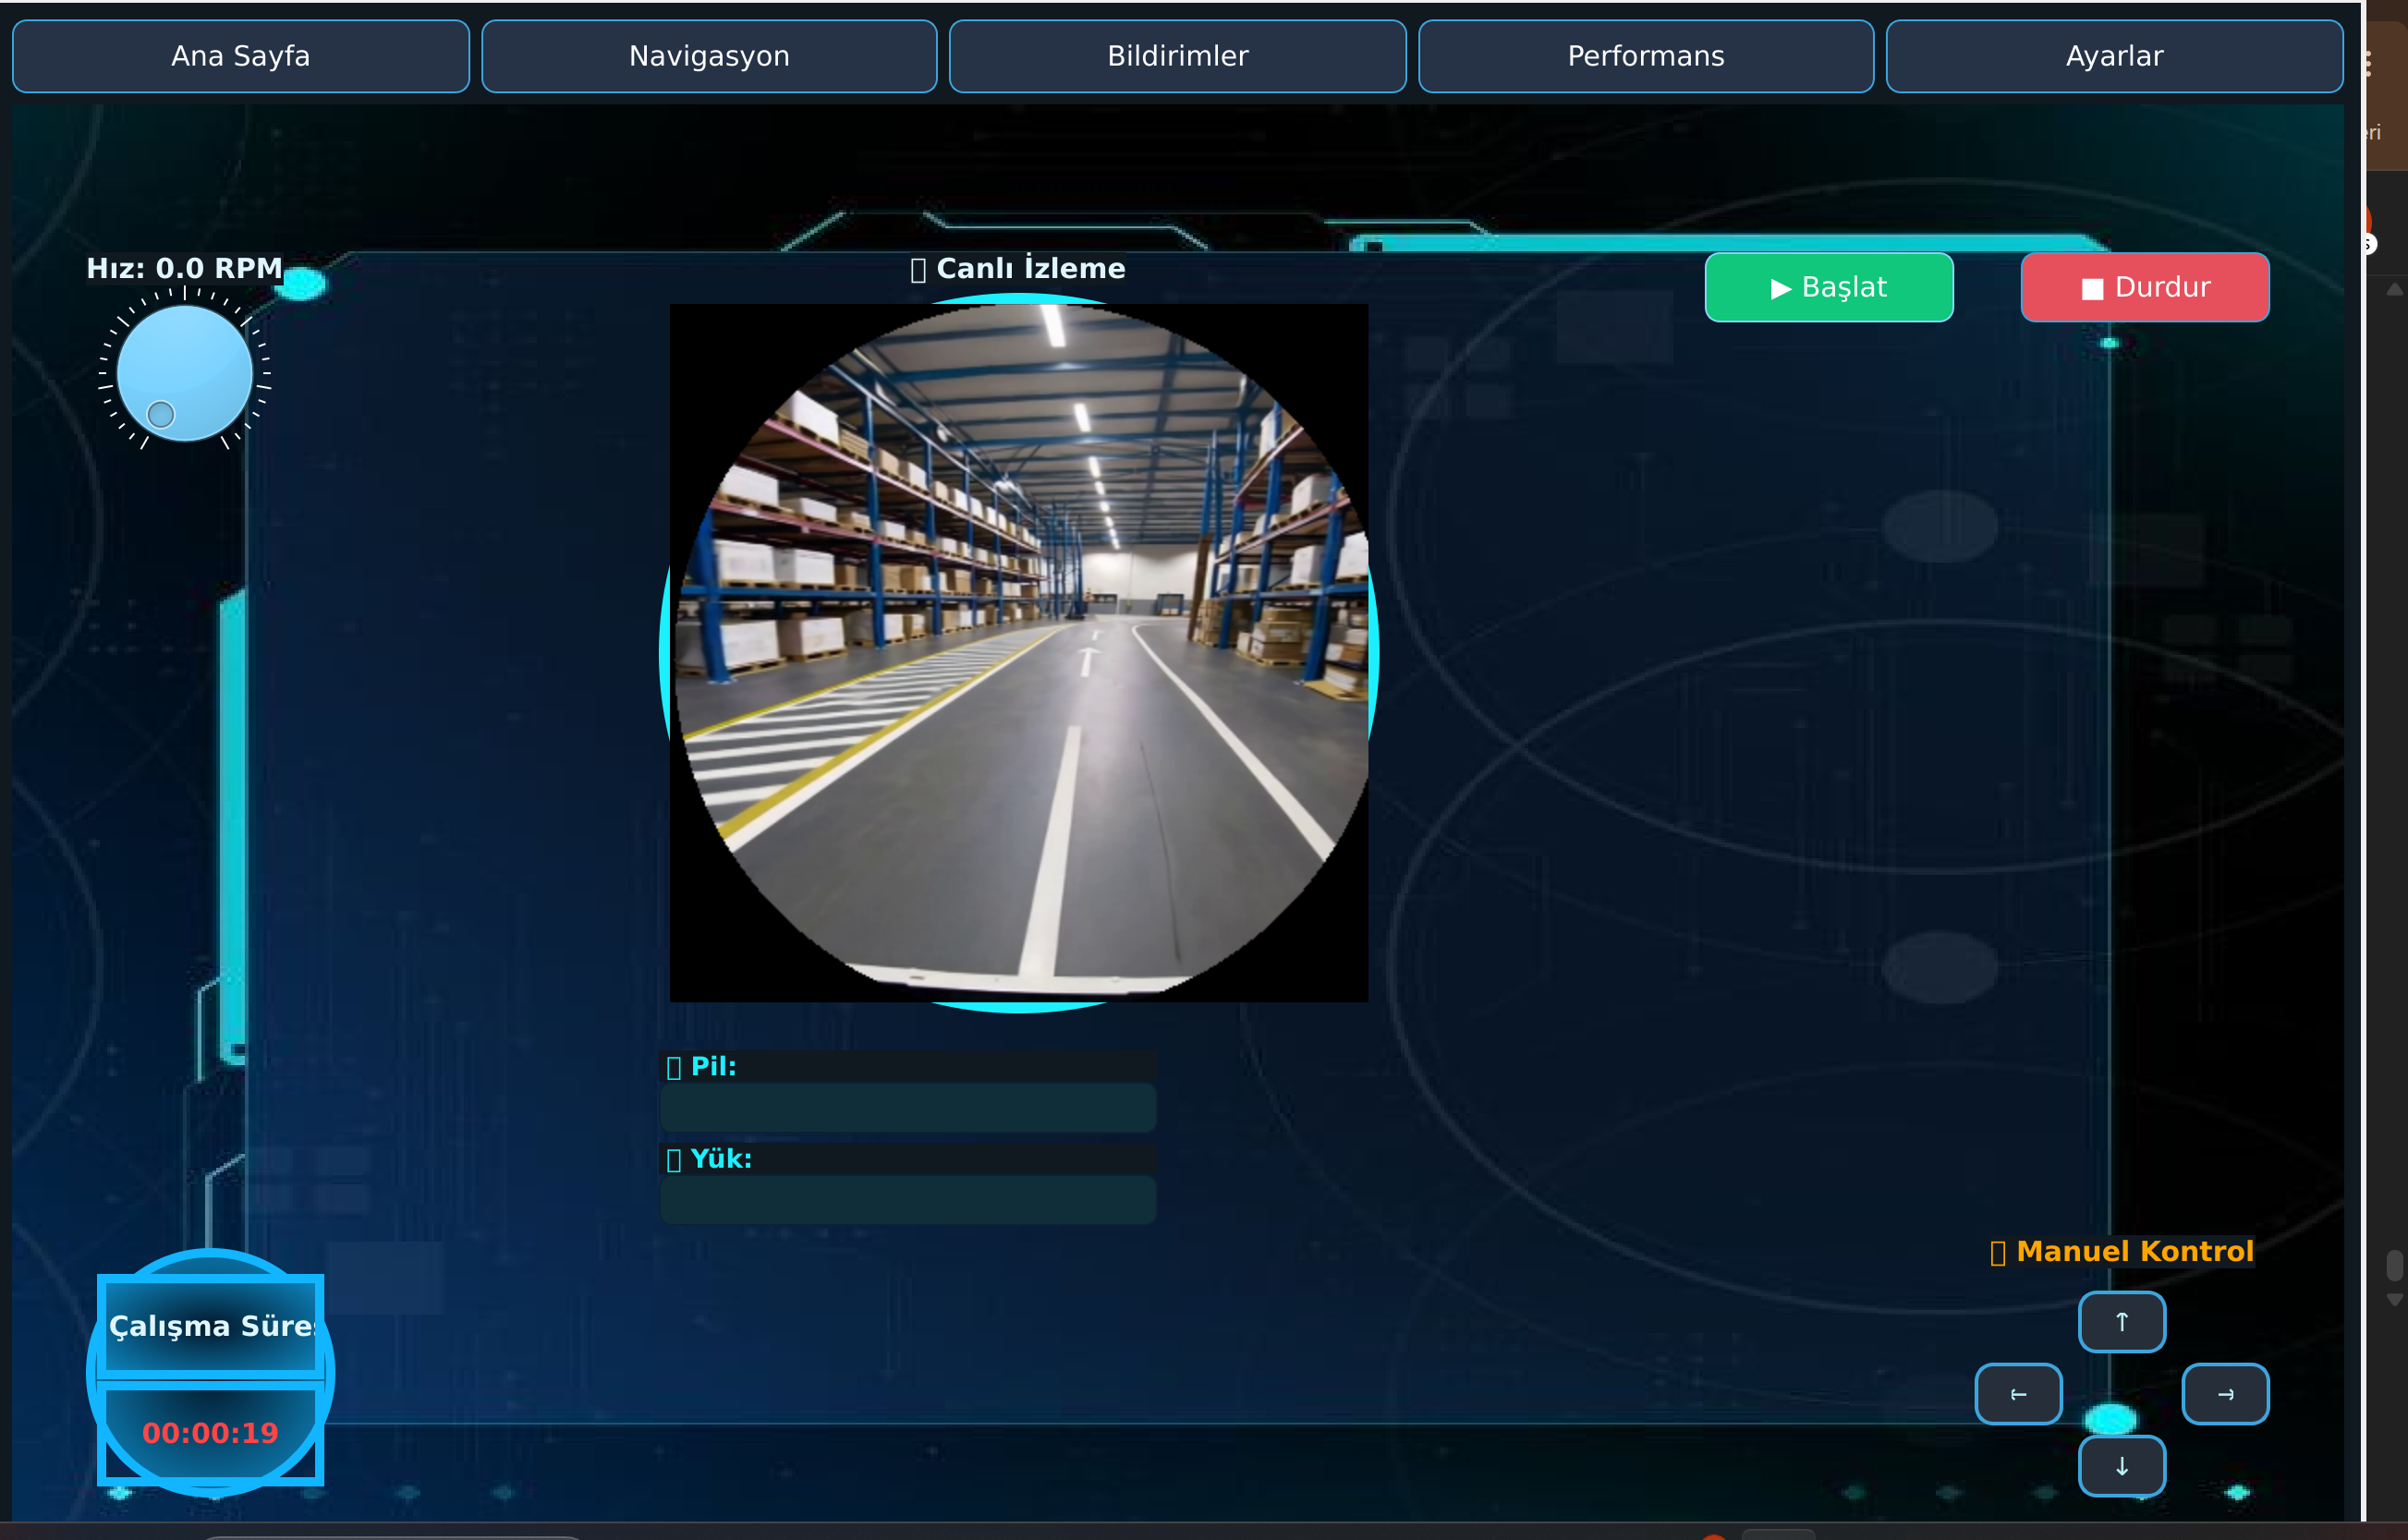 Ana Sayfa
Navigasyon
Bildirimler
Performans
Ayarlar
Hız: 0.0 RPM
Canlı İzleme
▶ Başlat
■ Durdur
Pil:
Yük:
Çalışma Süres
00:00:19
Manuel Kontrol
↑
←
→
↓